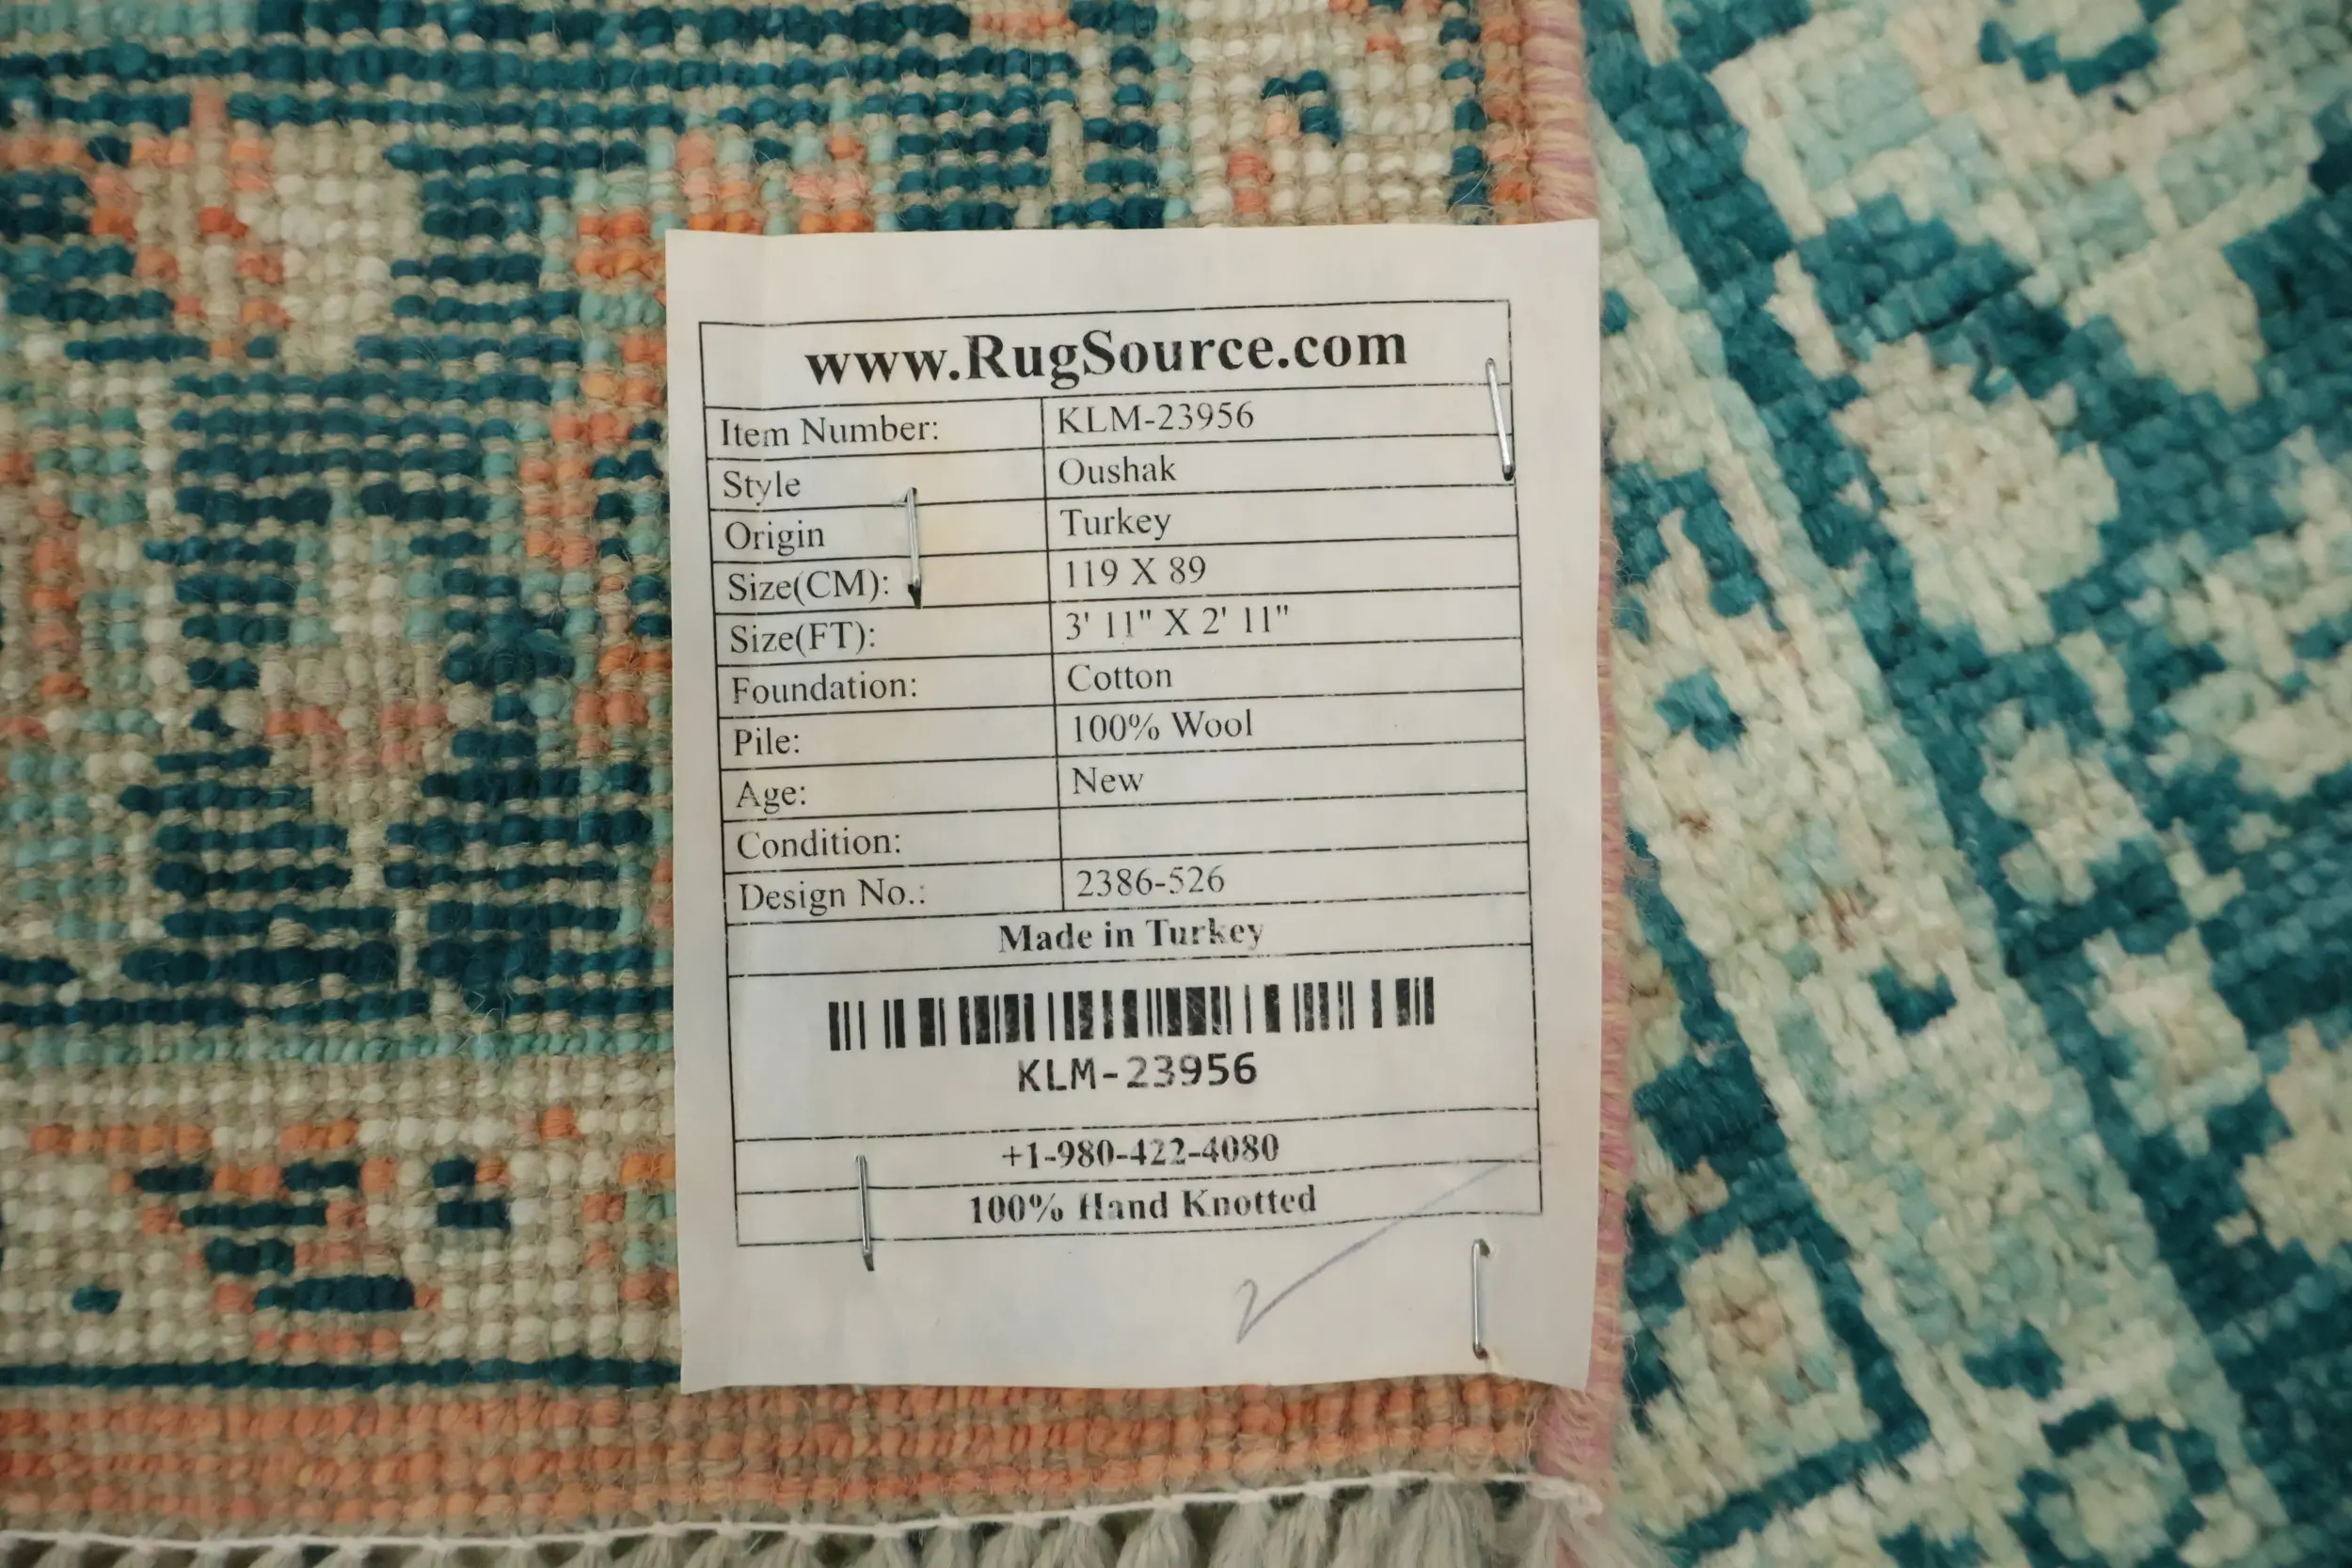 www.RugSource.com
Item Number: KLM-23956
Style Oushak
Origin Turkey
Size(CM): 119 X 89
Size(FT): 3' 11" X 2' 11"
Foundation: Cotton
Pile: 100% Wool
Age: New
Condition:
Design No.: 2386-526
Made in Turkey
KLM-23956
+1-980-422-4080
100% Hand Knotted